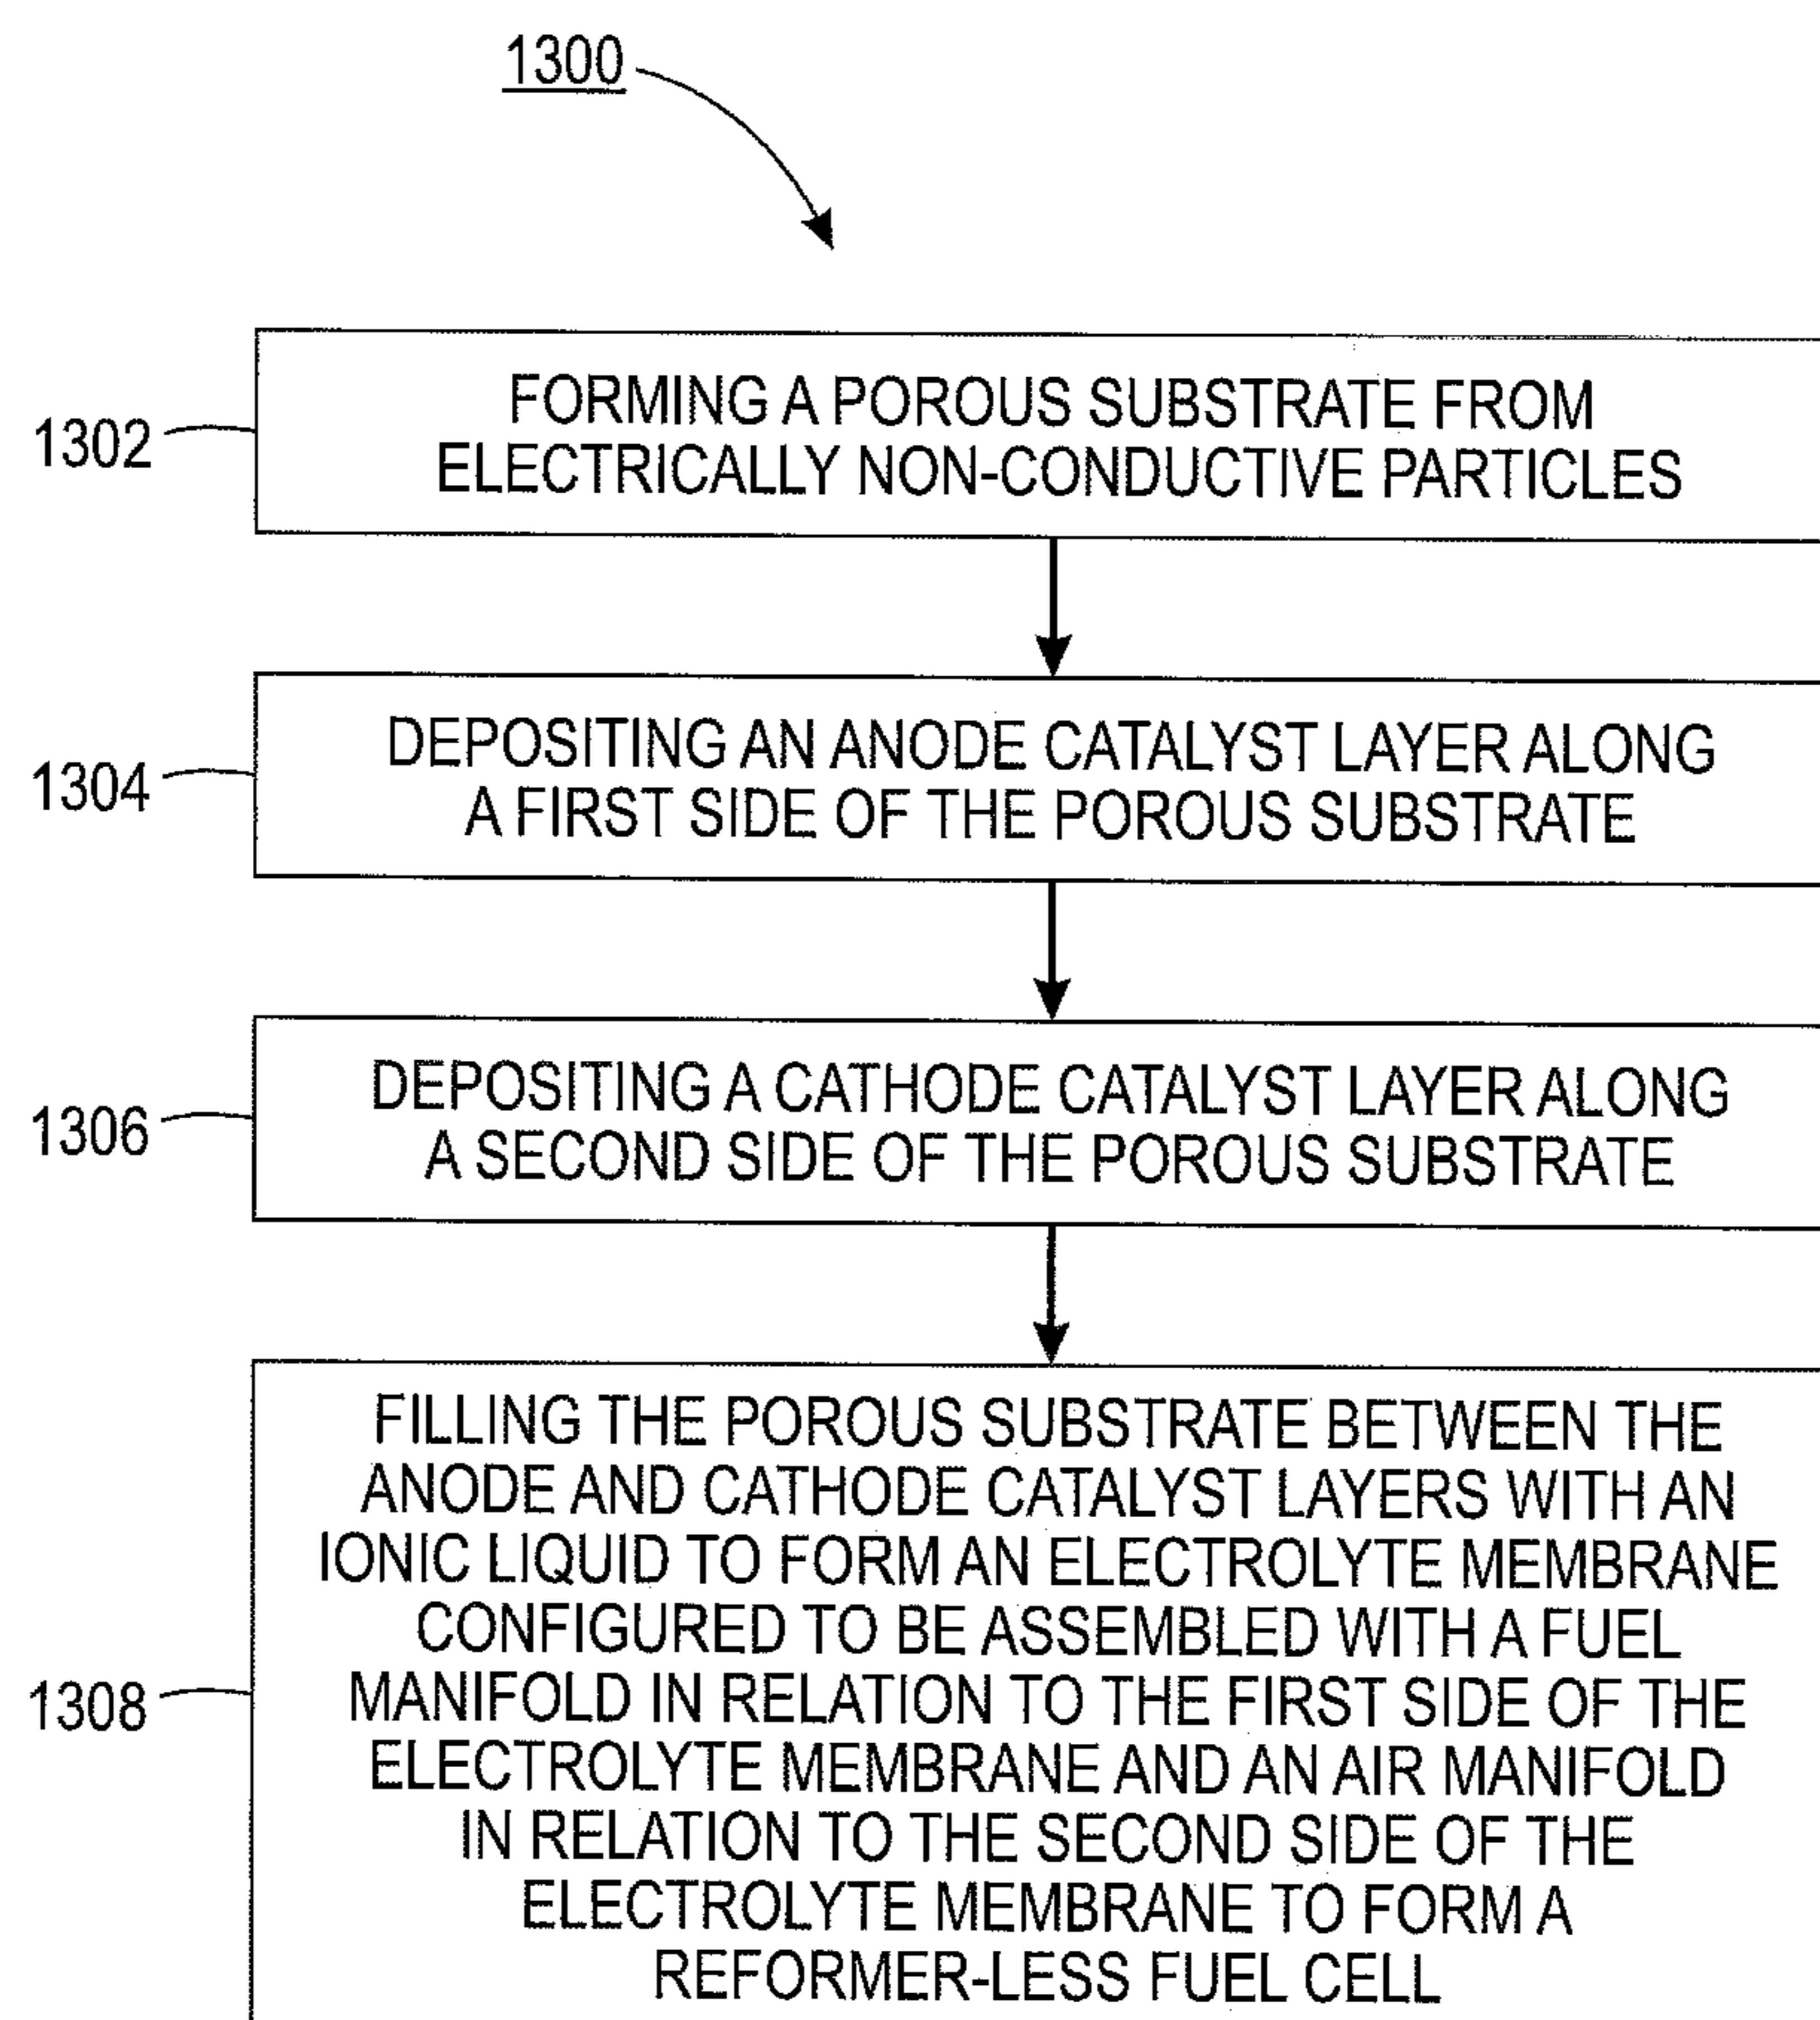 1300
1302
FORMING A POROUS SUBSTRATE FROM
ELECTRICALLY NON-CONDUCTIVE PARTICLES
1304
DEPOSITING AN ANODE CATALYST LAYER ALONG
A FIRST SIDE OF THE POROUS SUBSTRATE
1306
DEPOSITING A CATHODE CATALYST LAYER ALONG
A SECOND SIDE OF THE POROUS SUBSTRATE
1308
FILLING THE POROUS SUBSTRATE BETWEEN THE
ANODE AND CATHODE CATALYST LAYERS WITH AN
IONIC LIQUID TO FORM AN ELECTROLYTE MEMBRANE
CONFIGURED TO BE ASSEMBLED WITH A FUEL
MANIFOLD IN RELATION TO THE FIRST SIDE OF THE
ELECTROLYTE MEMBRANE AND AN AIR MANIFOLD
IN RELATION TO THE SECOND SIDE OF THE
ELECTROLYTE MEMBRANE TO FORM A
REFORMER-LESS FUEL CELL